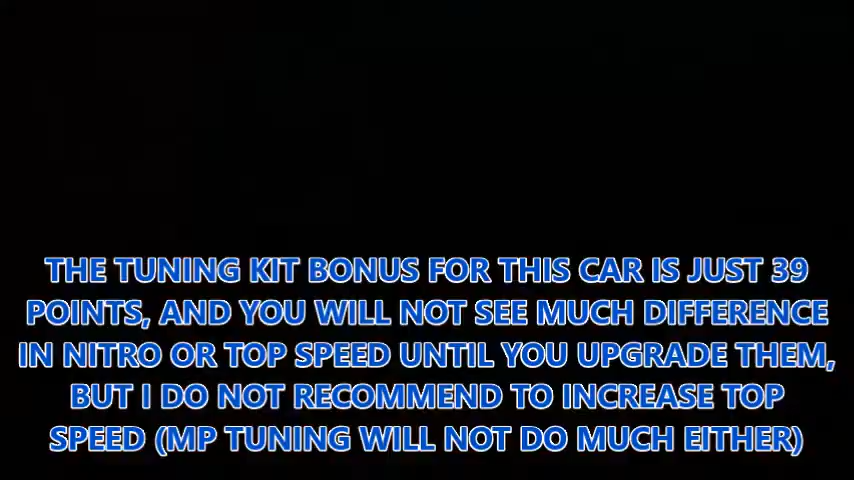 THE TUNING KIT BONUS FOR THIS CAR IS JUST 39
POINTS, AND YOU WILL NOT SEE MUCH DIFFERENCE
IN NITRO OR TOP SPEED UNTIL YOU UPGRADE THEM,
BUT I DO NOT RECOMMEND TO INCREASE TOP
SPEED (MP TUNING WILL NOT DO MUCH EITHER)